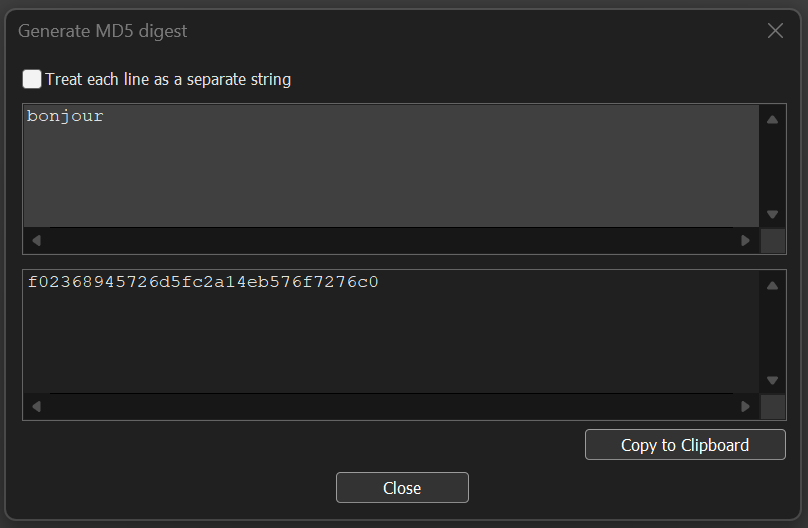 Generate MD5 digest
Treat each line as a separate string
bonjour
f02368945726d5fc2a14eb576f7276c0
Copy to Clipboard
Close